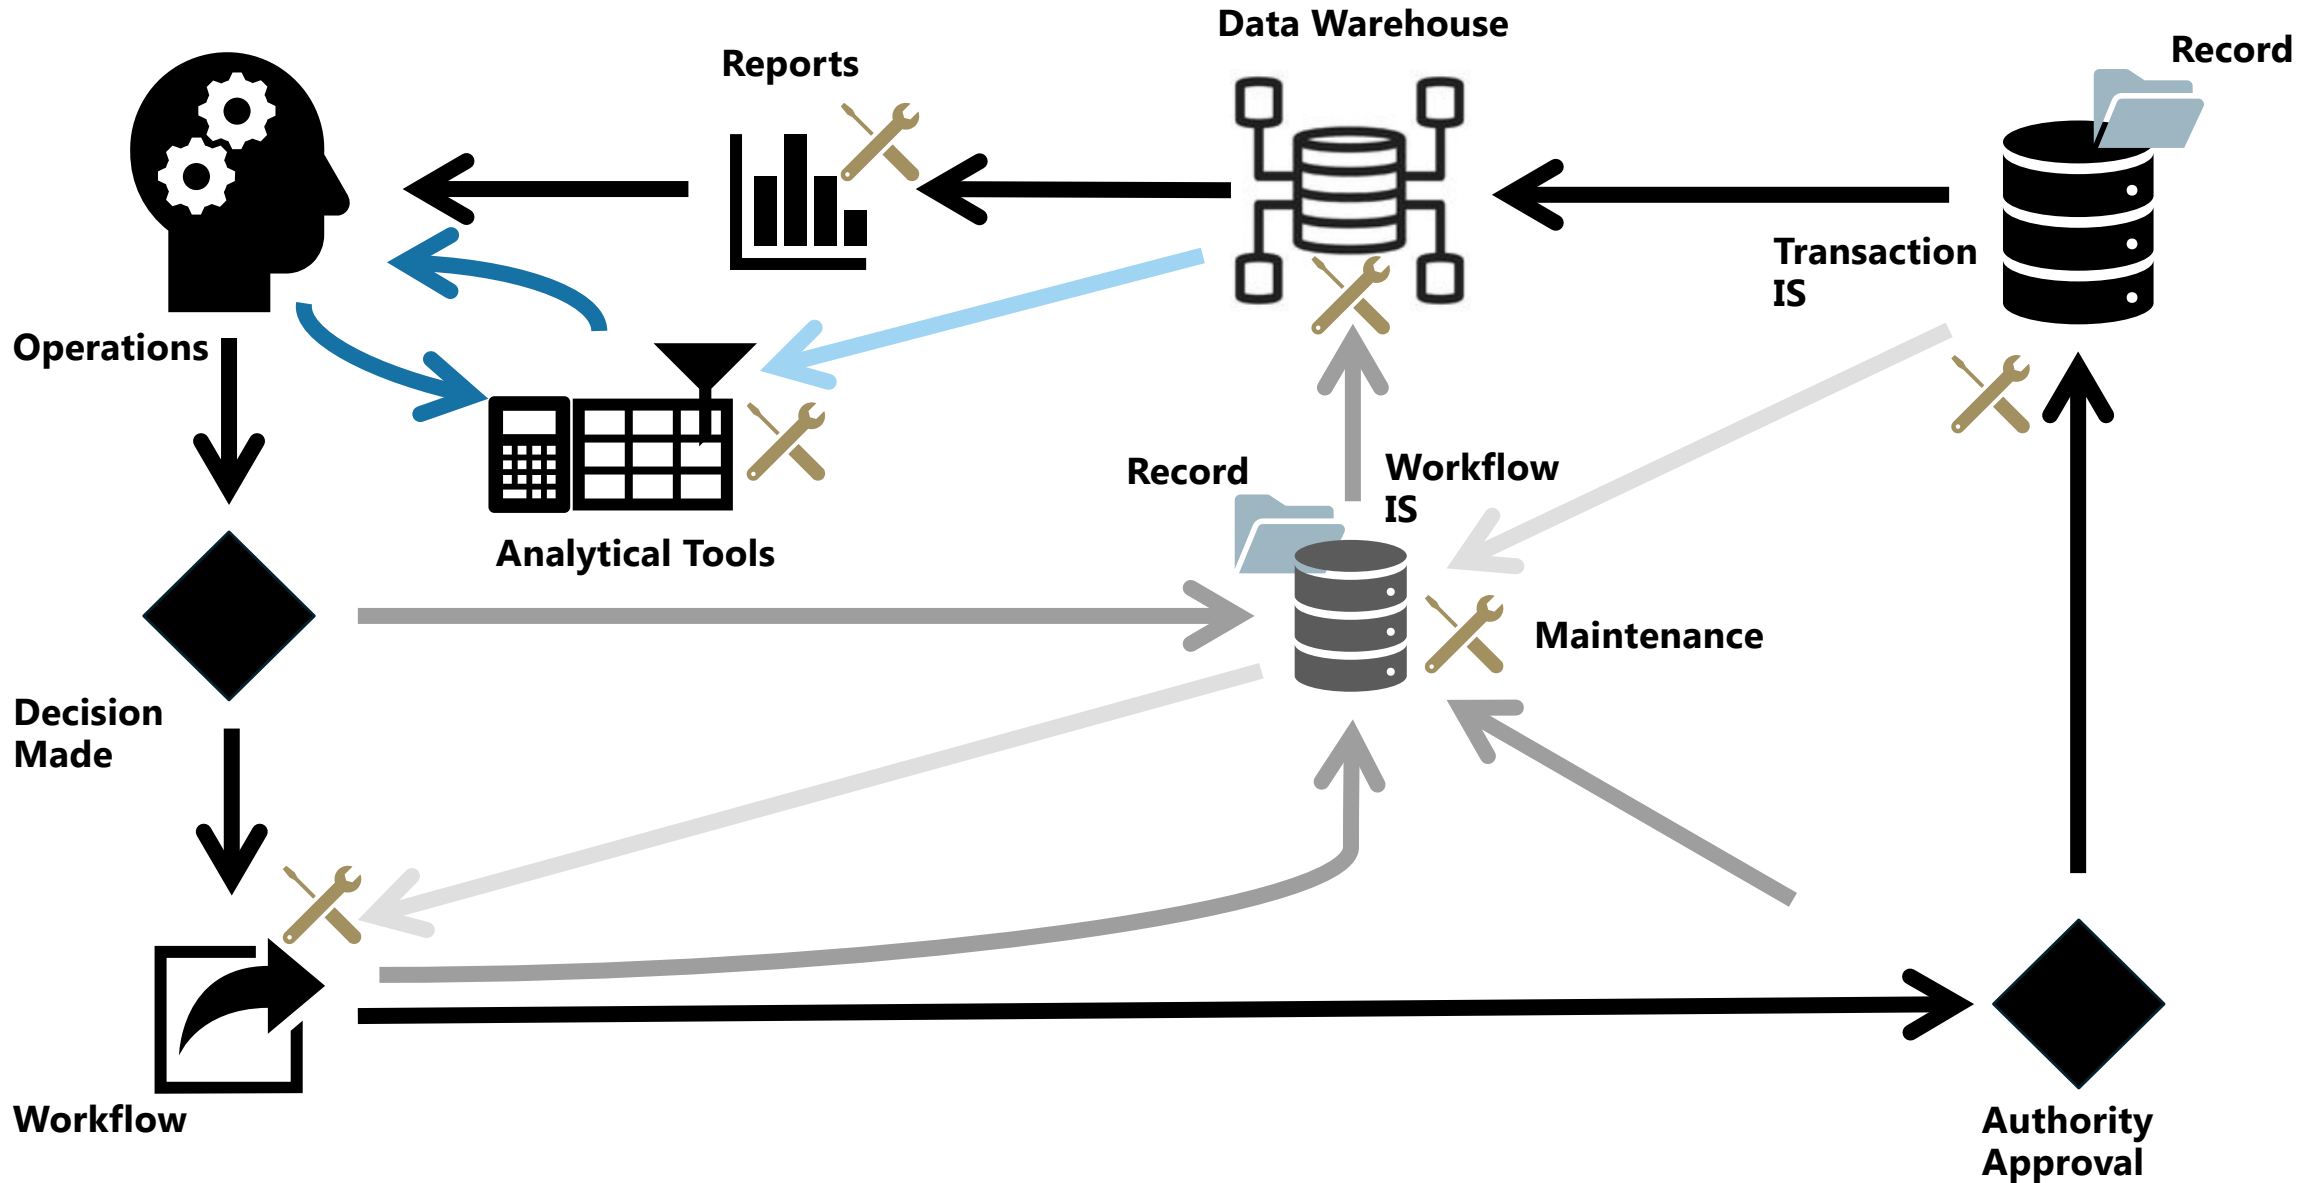 Data Warehouse
Record
Reports
Transaction
IS
Operations
Record
Workflow
IS
Analytical Tools
Maintenance
Decision
Made
Workflow
Authority
Approval